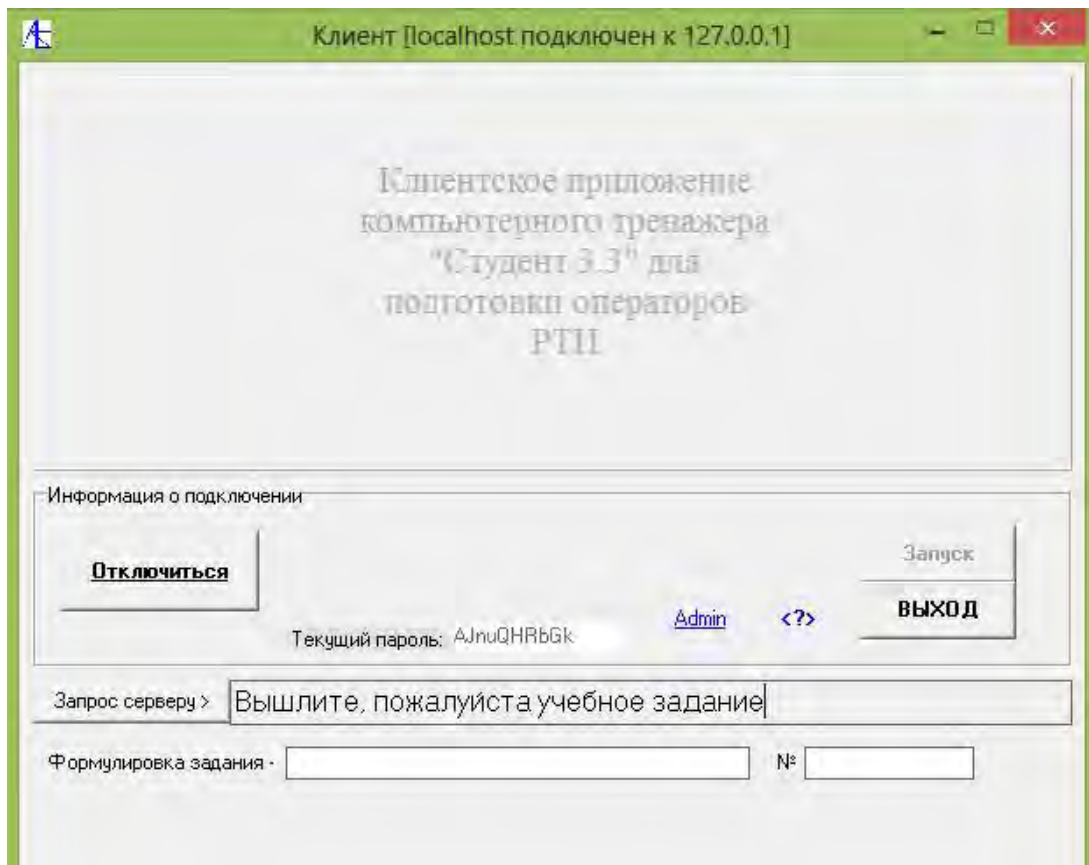 Клиент [localhost подключен к 127.0.0.1]
Клиентское приложение
компьютерного тренажера
"Студент 3.3" для
подготовки операторов
РТП
Информация о подключении
Отключиться
Запуск
ВЫХОД
Admin
<?>
Текущий пароль: AJnuQHRbGk
Запрос серверу > Вышлите, пожалуйста учебное задание
Формулировка задания -
№